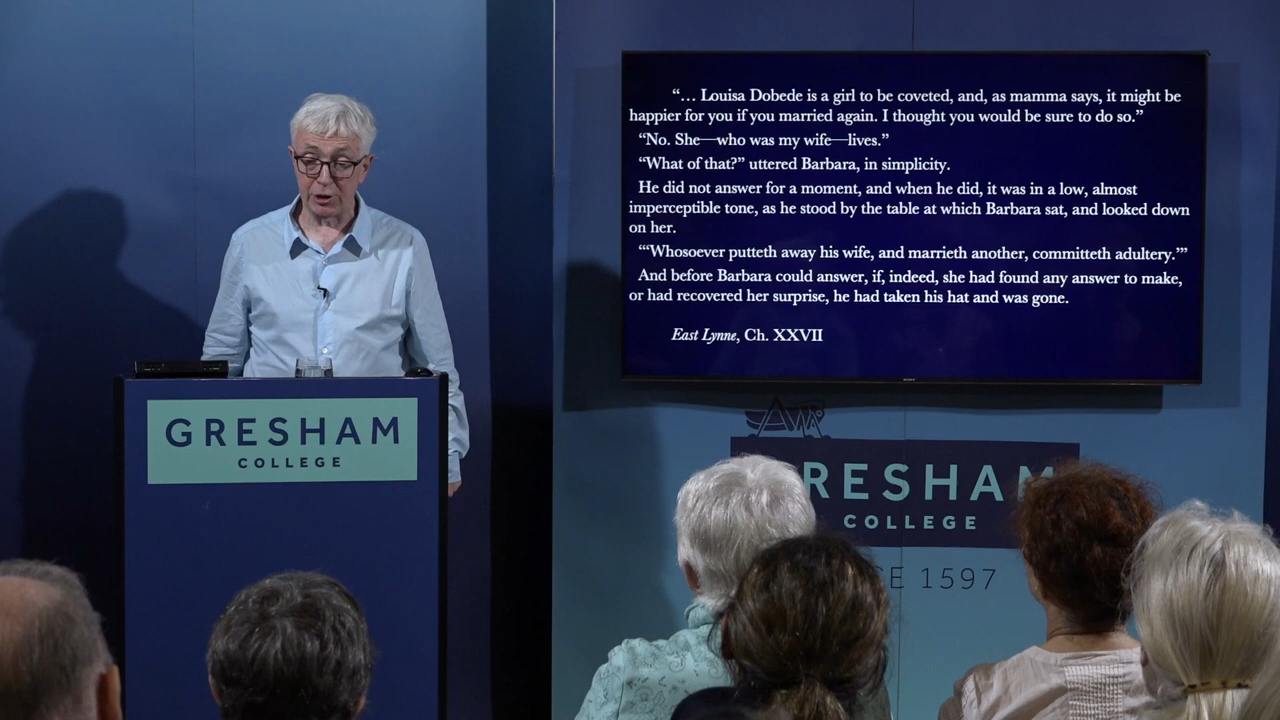 “… Louisa Dobede is a girl to be coveted, and, as mamma says, it might be
happier for you if you married again. I thought you would be sure to do so.”
“No. She—who was my wife—lives.”
“What of that?” uttered Barbara, in simplicity.
He did not answer for a moment, and when he did, it was in a low, almost
imperceptible tone, as he stood by the table at which Barbara sat, and looked down
on her.
“‘Whosoever putteth away his wife, and marrieth another, committeth adultery.’”
And before Barbara could answer, if, indeed, she had found any answer to make,
or had recovered her surprise, he had taken his hat and was gone.
East Lynne, Ch. XXVII
SONY
GRESHAM
COLLEGE
RESHAM
COLLEGE
CE 1597